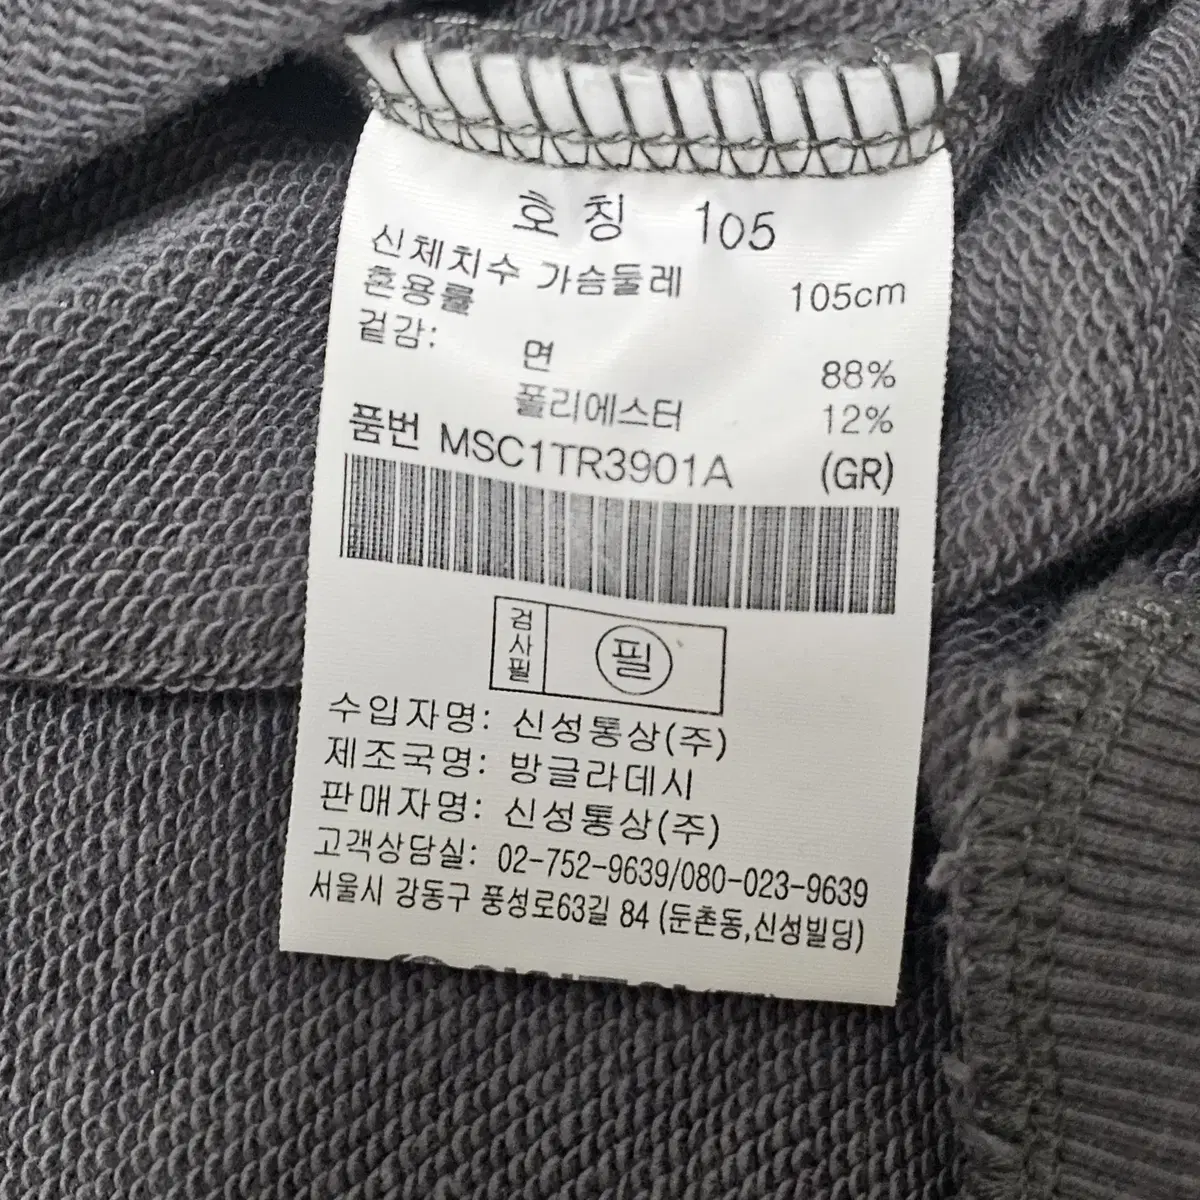 호칭 105
신체치수 가슴둘레 105cm
혼용률
겉감: 면 88%
폴리에스터 12%
품번 MSC1TR3901A (GR)
검사필 필
수입자명: 신성통상(주)
제조국명: 방글라데시
판매자명: 신성통상(주)
고객상담실: 02-752-9639/080-023-9639
서울시 강동구 풍성로63길 84 (둔촌동,신성빌딩)